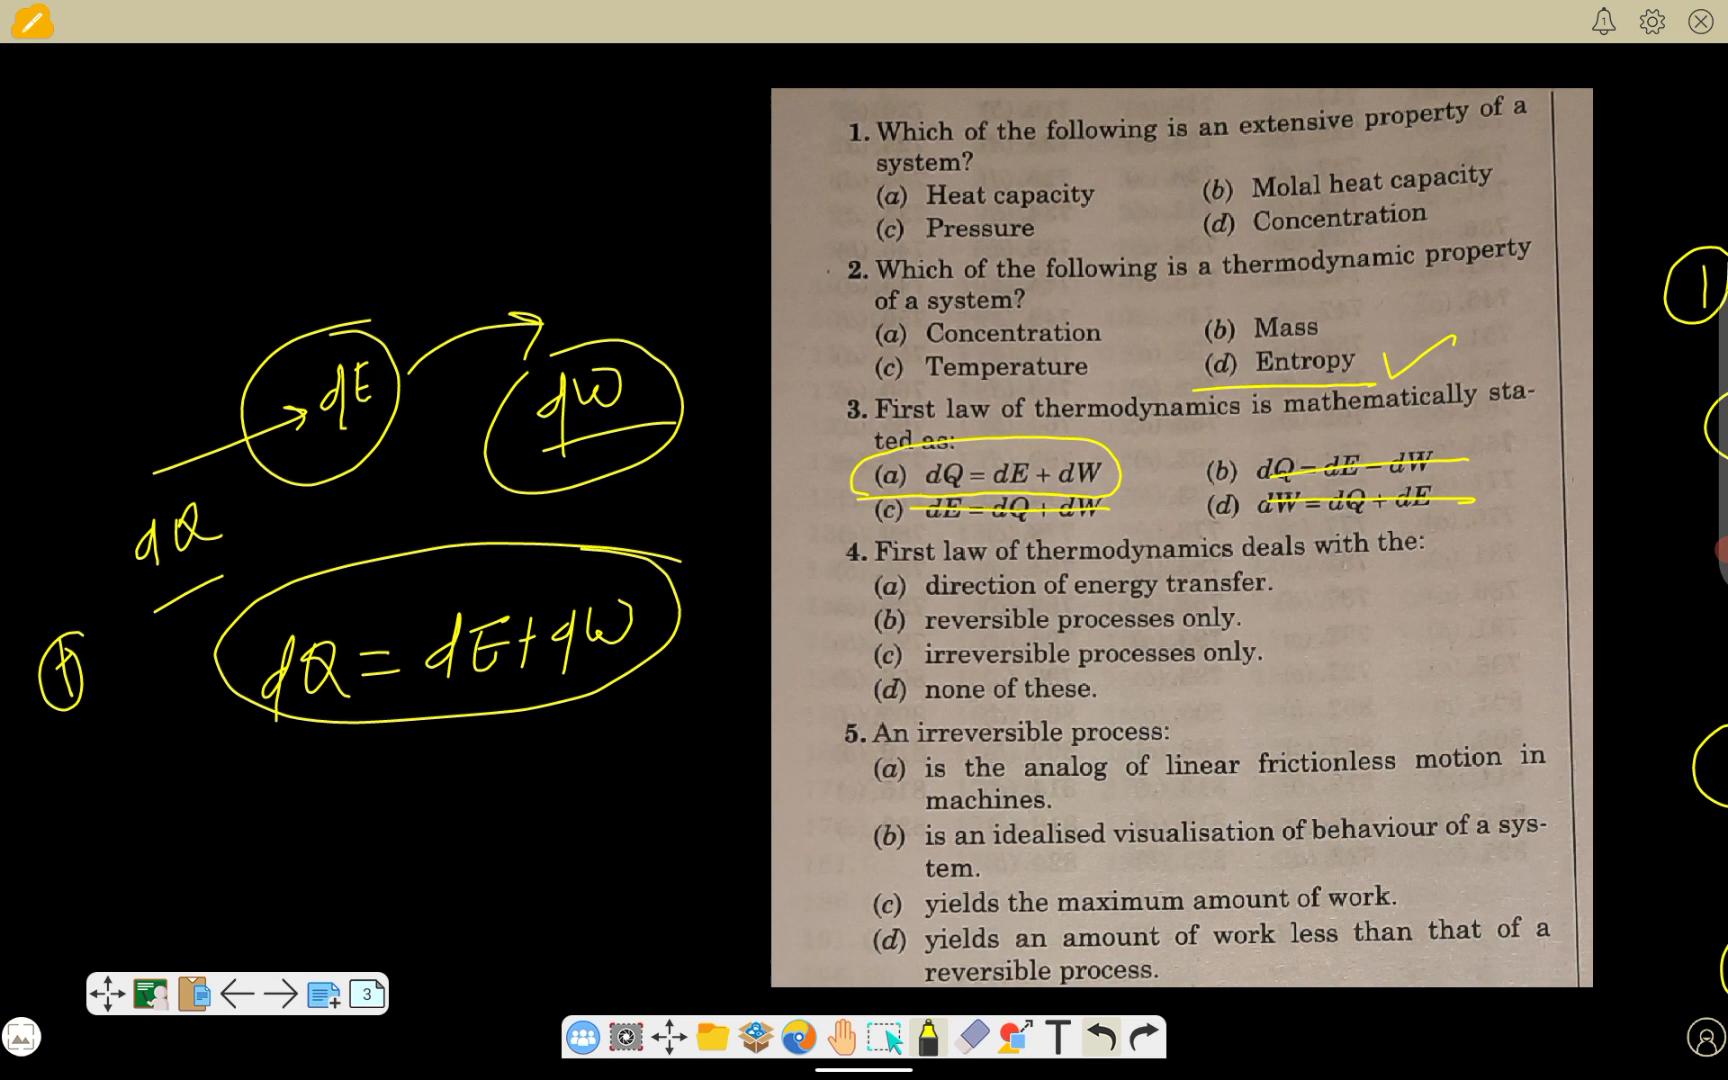 1. Which of the following is an extensive property of a
system?
(a) Heat capacity (b) Molal heat capacity
(c) Pressure (d) Concentration
2. Which of the following is a thermodynamic property
of a system?
(a) Concentration (b) Mass
(c) Temperature (d) Entropy
3. First law of thermodynamics is mathematically sta-
ted as:
(a) dQ = dE + dW (b) dQ = dE – dW
(c) dE = dQ + dW (d) dW = dQ + dE
4. First law of thermodynamics deals with the:
(a) direction of energy transfer.
(b) reversible processes only.
(c) irreversible processes only.
(d) none of these.
5. An irreversible process:
(a) is the analog of linear frictionless motion in
machines.
(b) is an idealised visualisation of behaviour of a sys-
tem.
(c) yields the maximum amount of work.
(d) yields an amount of work less than that of a
reversible process.
dE
dW
dQ
dQ = dE + dW
1
3
T
1